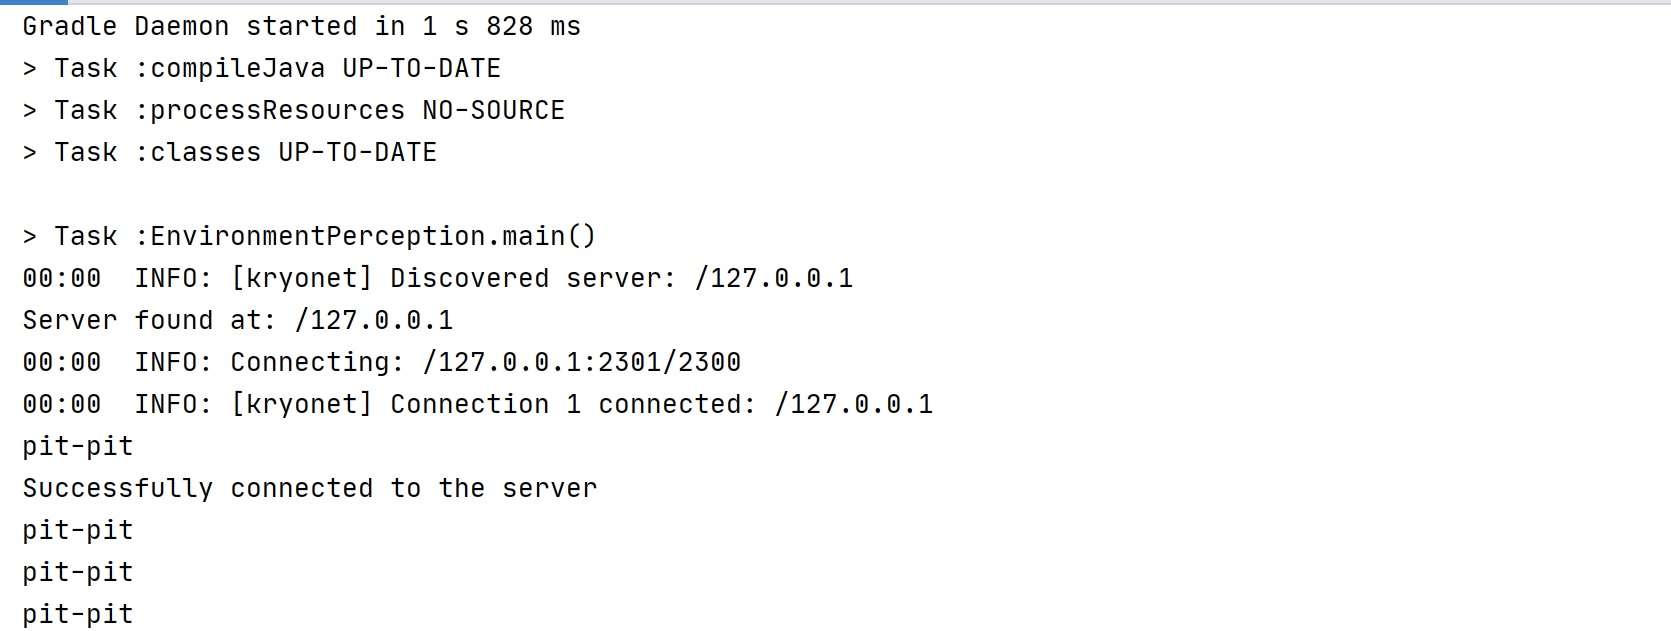 Gradle Daemon started in 1 s 828 ms
> Task :compileJava UP-TO-DATE
> Task :processResources NO-SOURCE
> Task :classes UP-TO-DATE
> Task :EnvironmentPerception.main()
00:00  INFO: [kryonet] Discovered server: /127.0.0.1
Server found at: /127.0.0.1
00:00  INFO: Connecting: /127.0.0.1:2301/2300
00:00  INFO: [kryonet] Connection 1 connected: /127.0.0.1
pit-pit
Successfully connected to the server
pit-pit
pit-pit
pit-pit